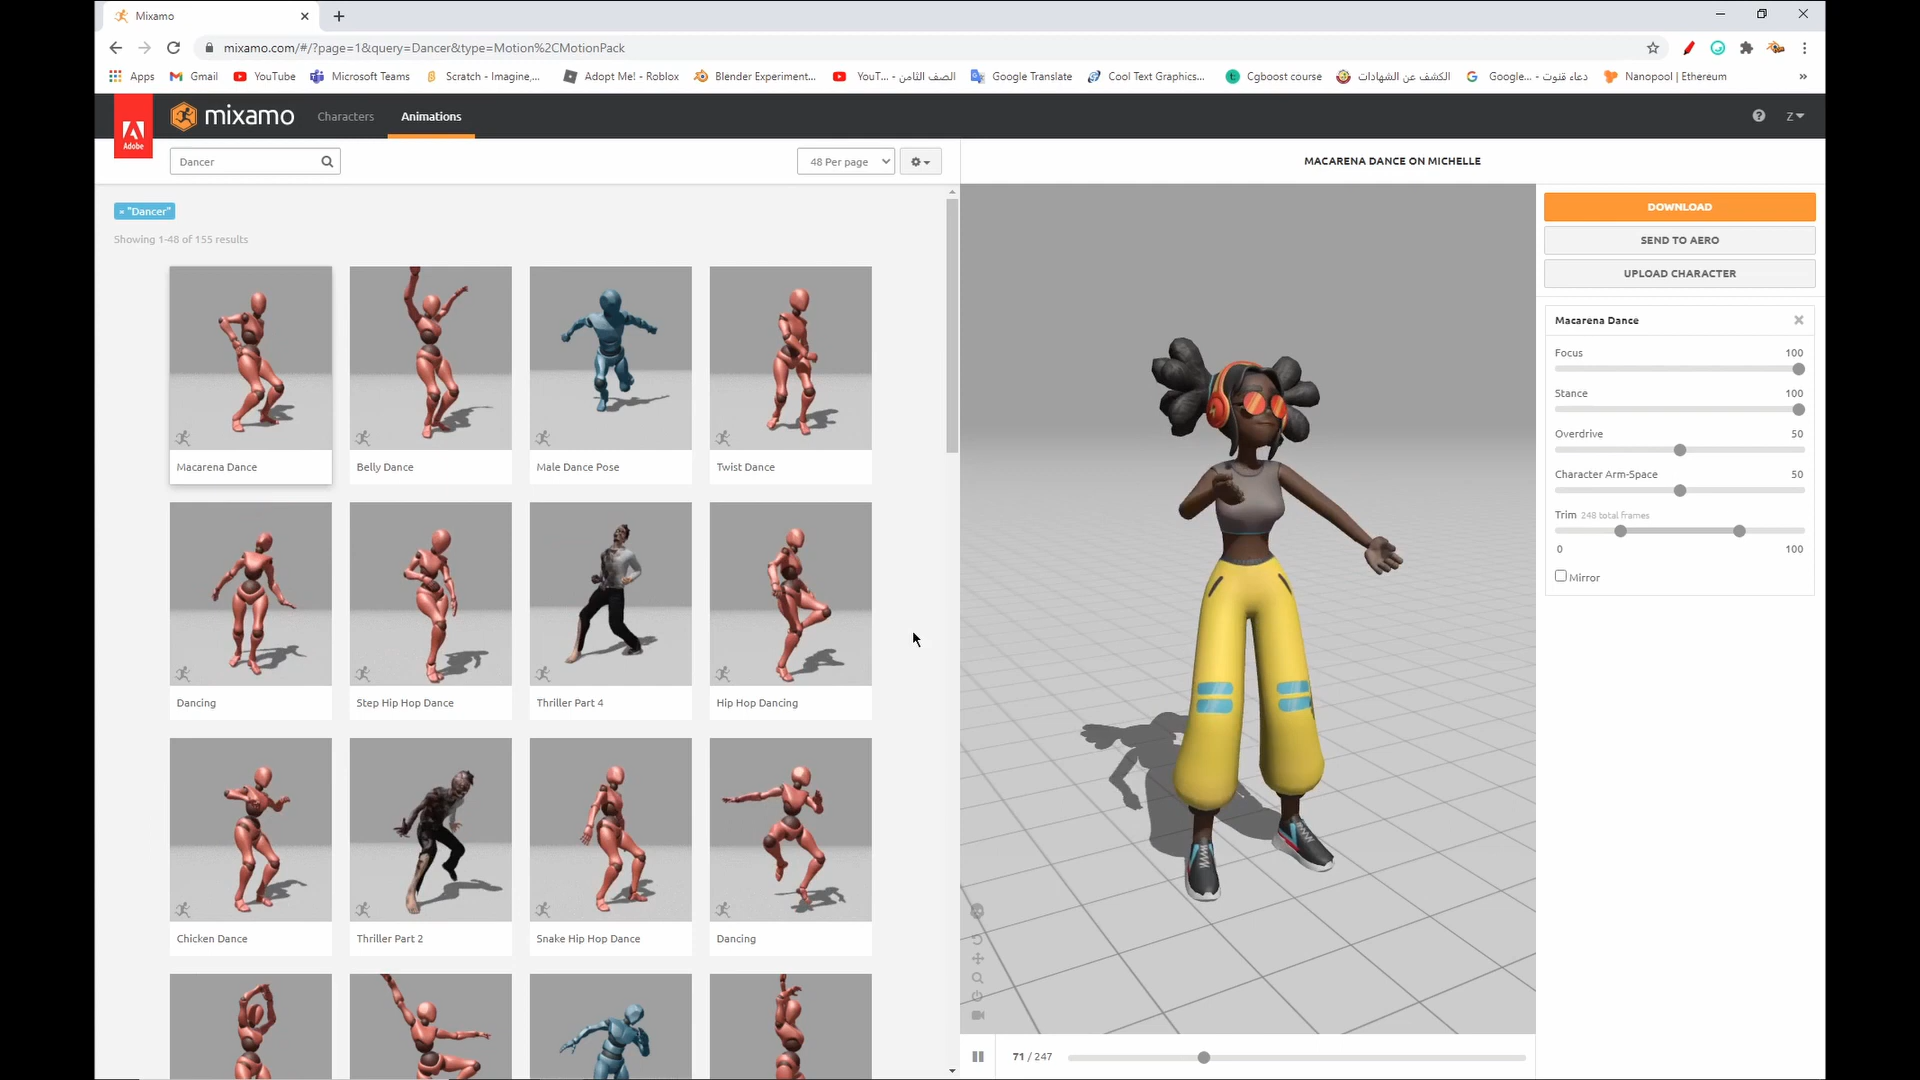 Mixamo
mixamo.com/#/?page=1&query=Dancer&type=Motion%2CMotionPack
Apps
Gmail
YouTube
Microsoft Teams
Scratch - Imagine,...
Adopt Me! - Roblox
Blender Experiment...
YouT... - الصف الثامن
Google Translate
Cool Text Graphics...
Cgboost course
الكشف عن الشهادات
Google... - دعاء قنوت
Nanopool | Ethereum
»
Adobe
mixamo
Characters
Animations
Z
Dancer
48 Per page
MACARENA DANCE ON MICHELLE
» "Dancer"
Showing 1-48 of 155 results
Macarena Dance
Belly Dance
Male Dance Pose
Twist Dance
Dancing
Step Hip Hop Dance
Thriller Part 4
Hip Hop Dancing
Chicken Dance
Thriller Part 2
Snake Hip Hop Dance
Dancing
71 / 247
DOWNLOAD
SEND TO AERO
UPLOAD CHARACTER
Macarena Dance
Focus 100
Stance 100
Overdrive 50
Character Arm-Space 50
Trim 248 total frames
0 100
Mirror